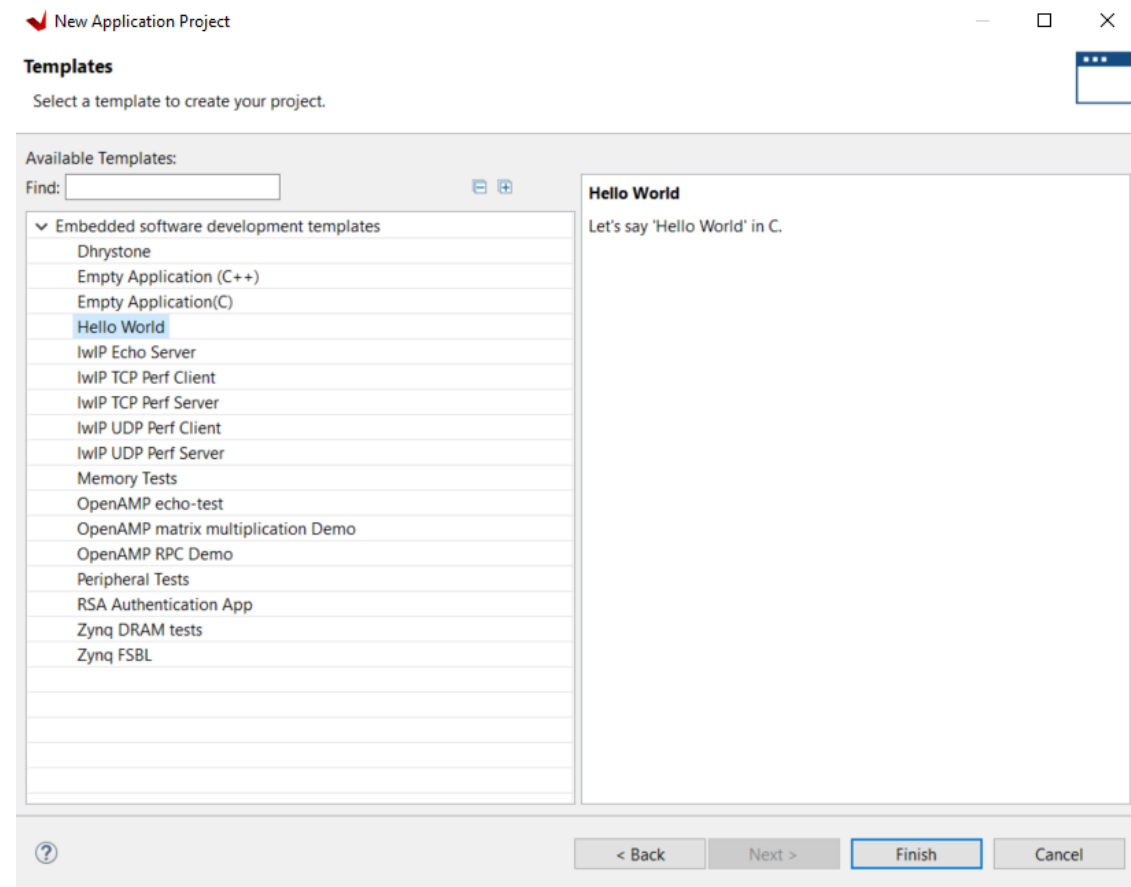 New Application Project
Templates
Select a template to create your project.
Available Templates:
Find:
Embedded software development templates
Dhrystone
Empty Application (C++)
Empty Application(C)
Hello World
lwIP Echo Server
lwIP TCP Perf Client
lwIP TCP Perf Server
lwIP UDP Perf Client
lwIP UDP Perf Server
Memory Tests
OpenAMP echo-test
OpenAMP matrix multiplication Demo
OpenAMP RPC Demo
Peripheral Tests
RSA Authentication App
Zynq DRAM tests
Zynq FSBL
Hello World
Let's say 'Hello World' in C.
?
< Back
Next >
Finish
Cancel